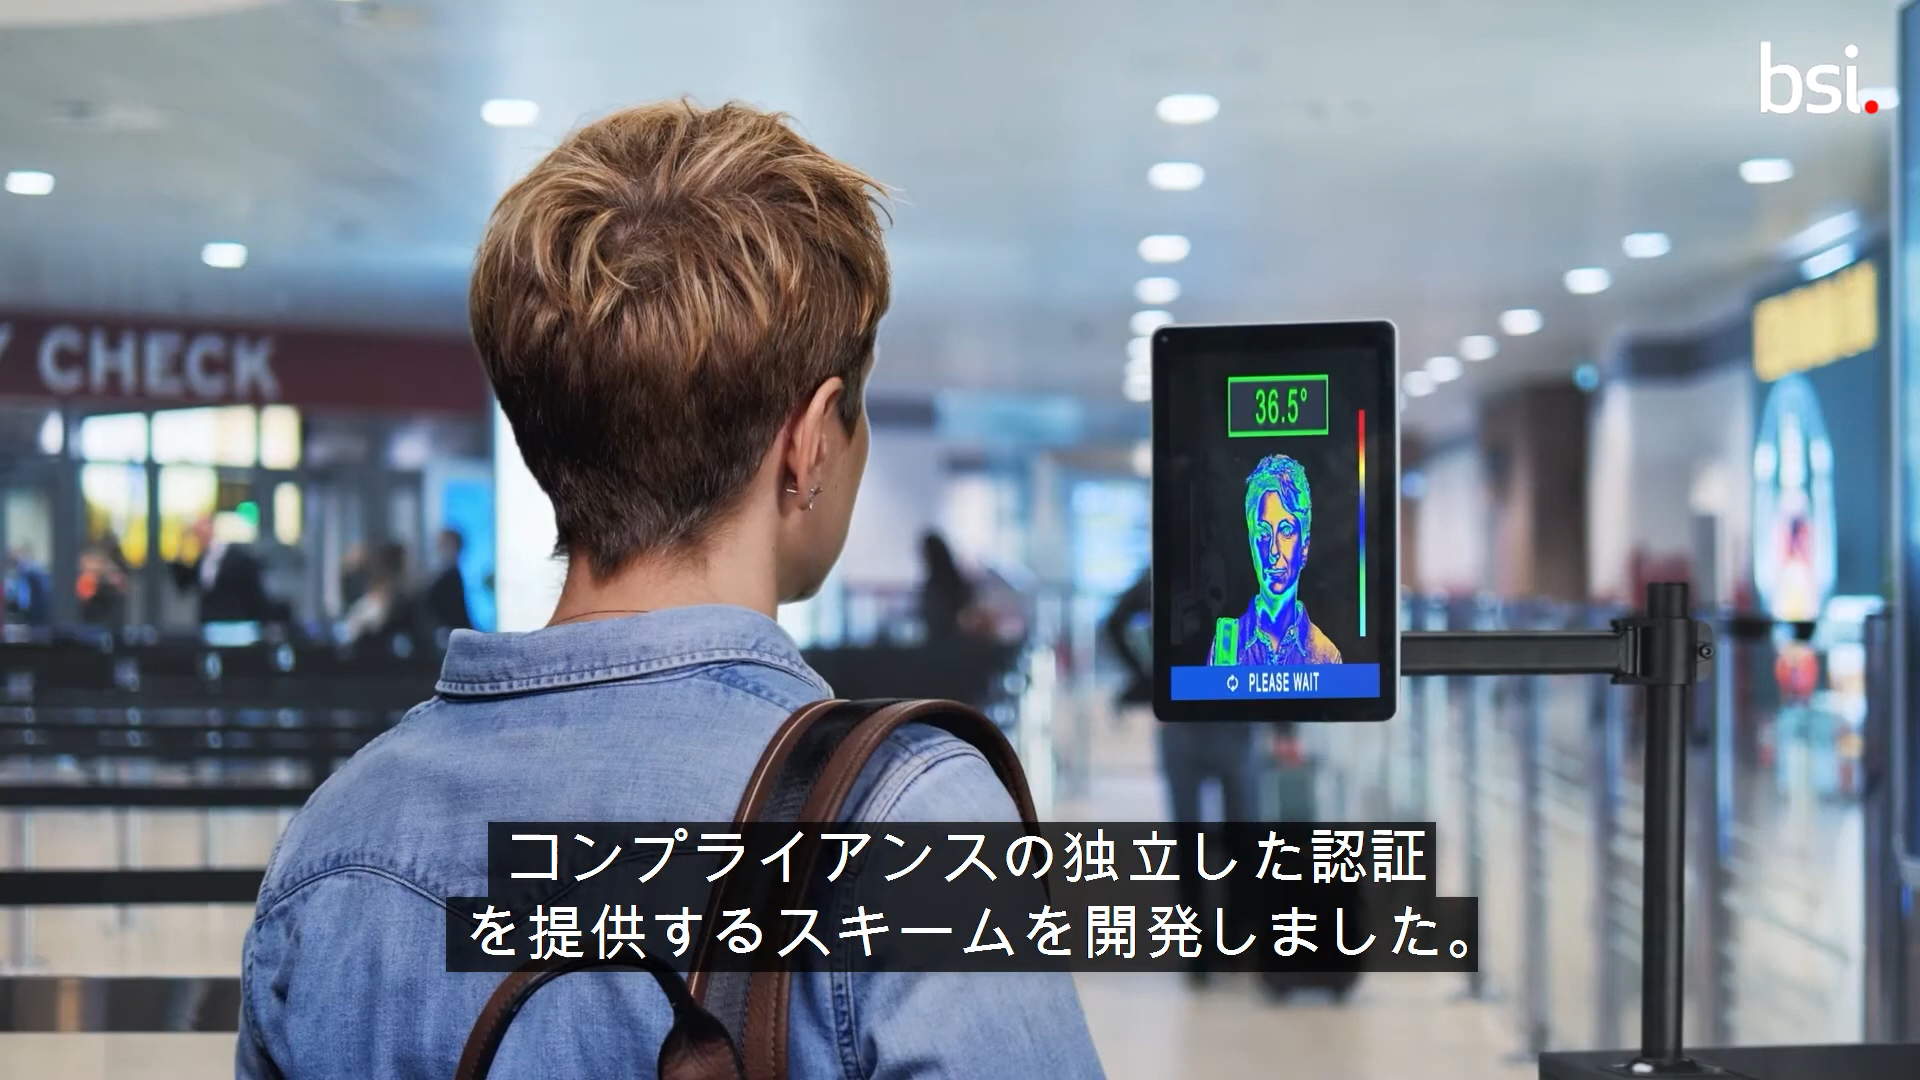 bsi.
CHECK
36.5°
PLEASE WAIT
コンプライアンスの独立した認証
を提供するスキームを開発しました。